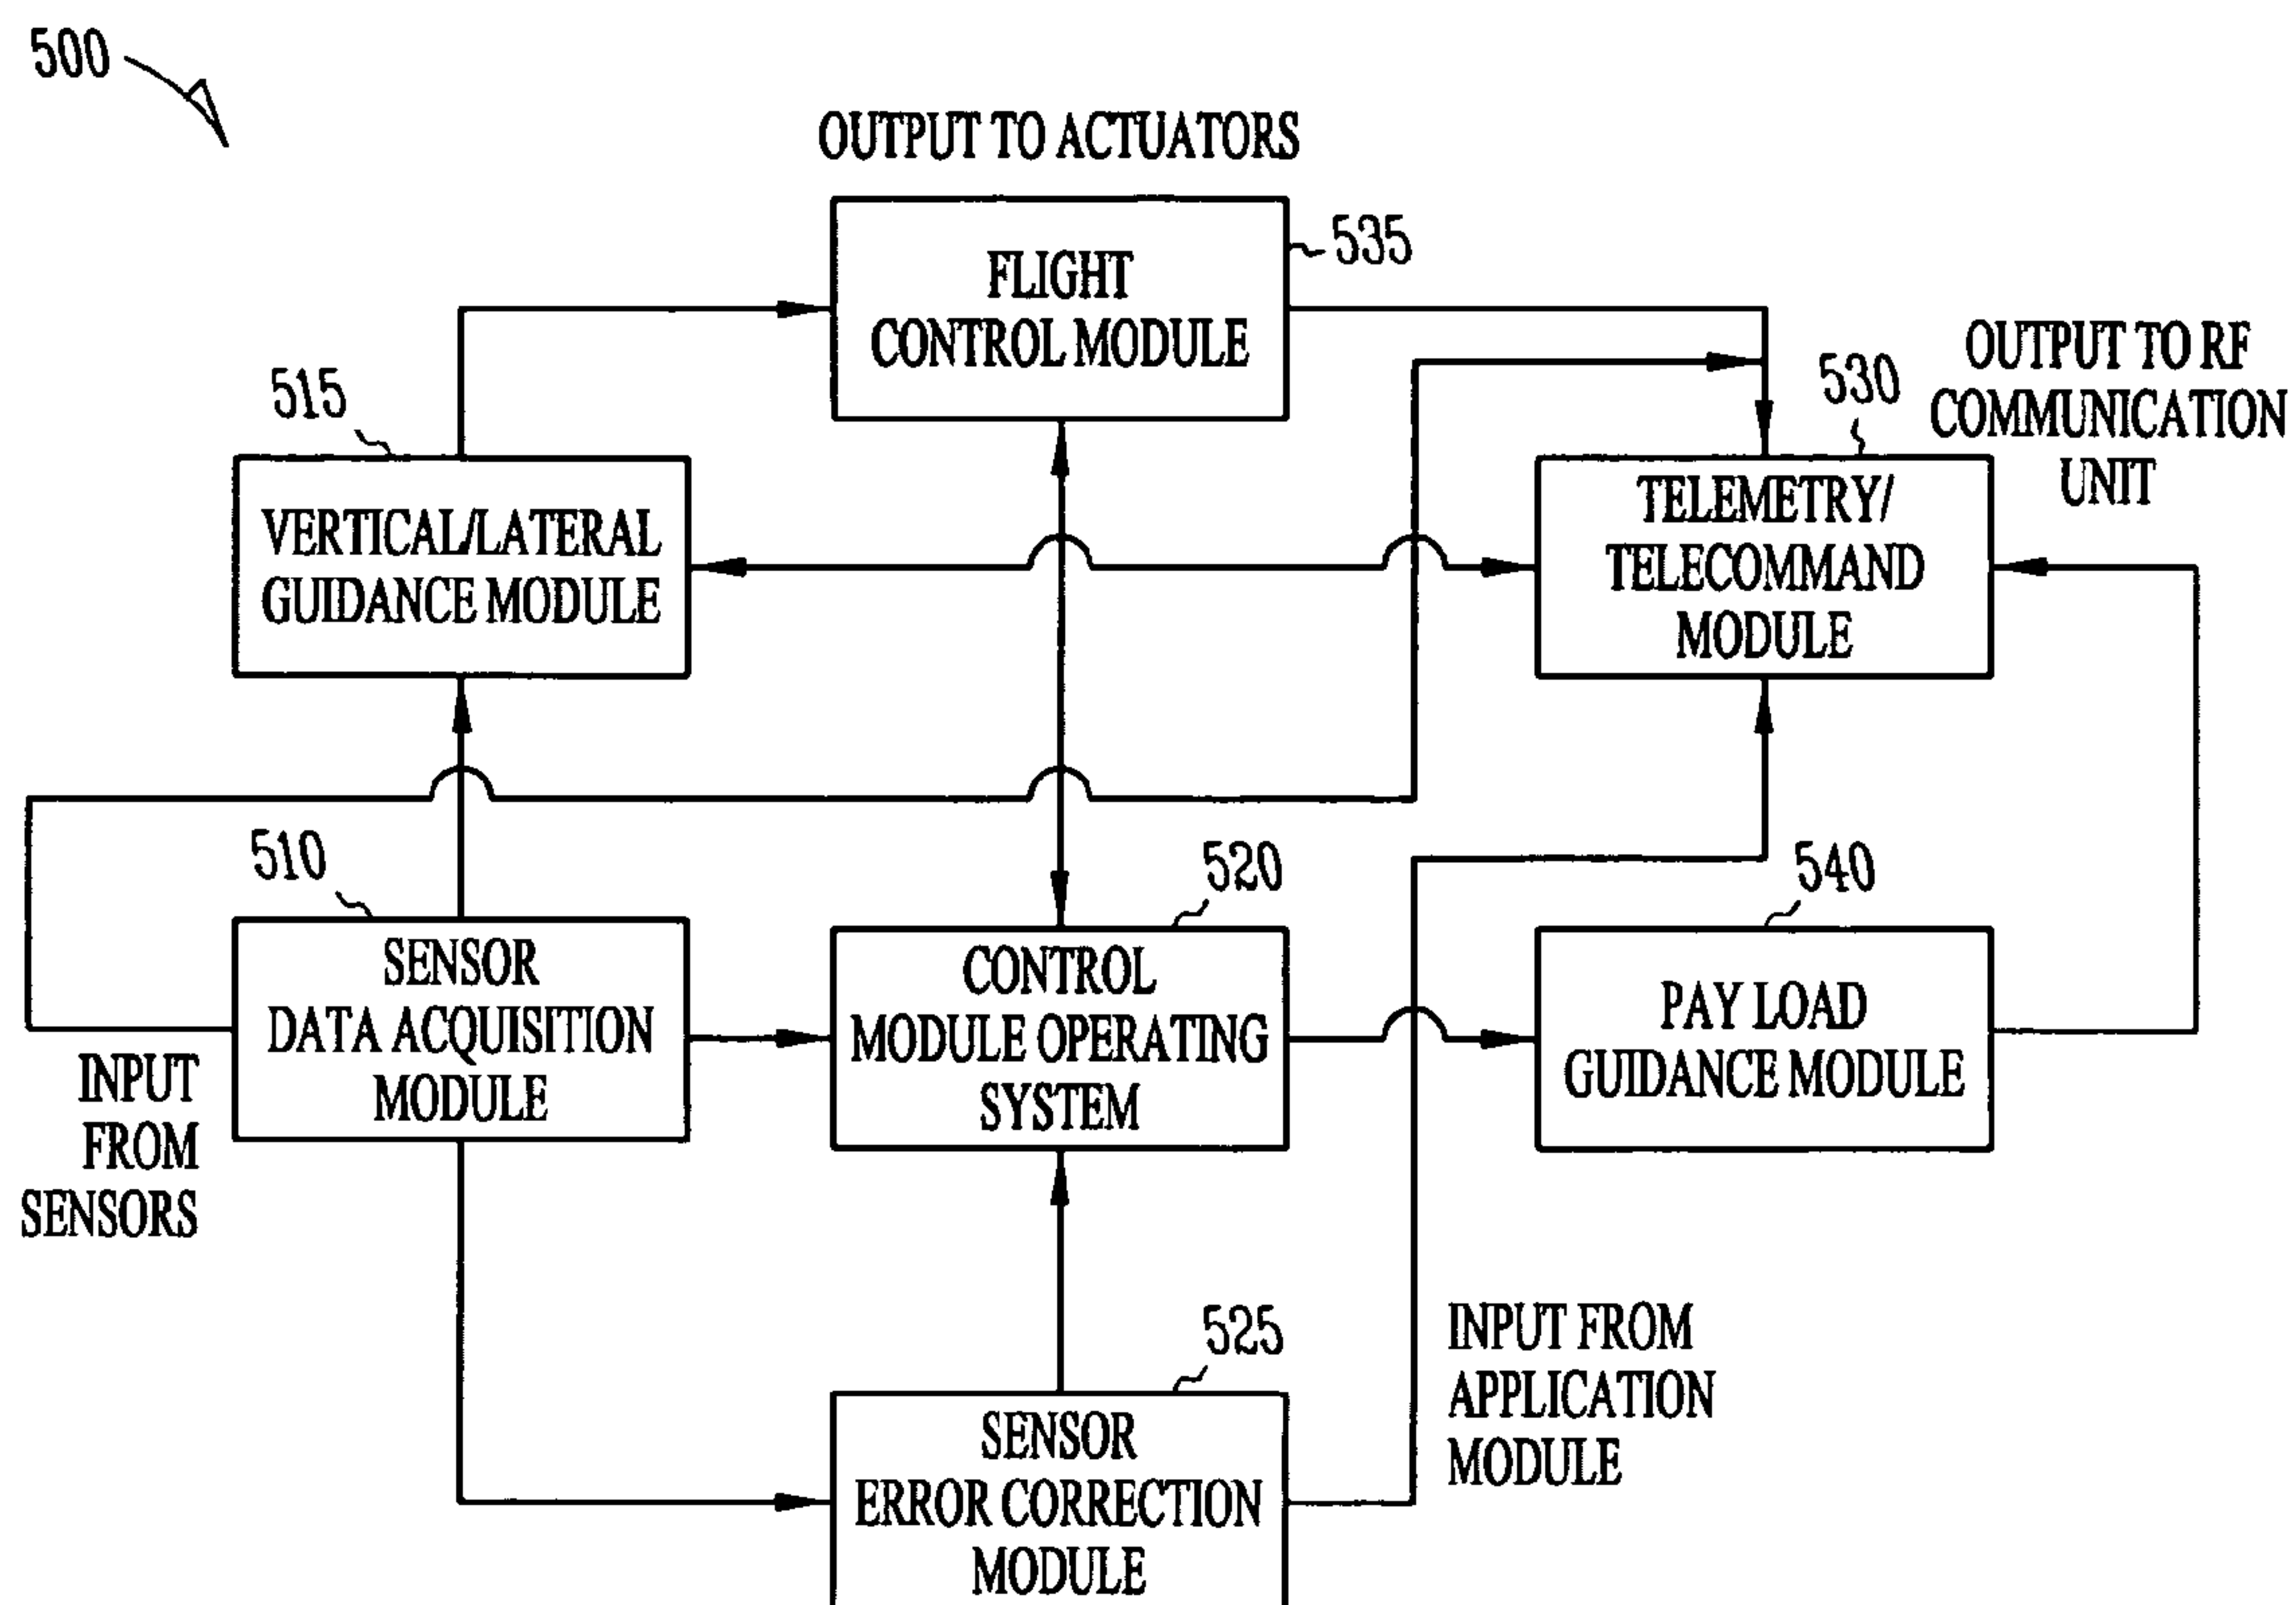 500
OUTPUT TO ACTUATORS
FLIGHT
CONTROL MODULE
535
OUTPUT TO RF
COMMUNICATION
UNIT
515
VERTICAL/LATERAL
GUIDANCE MODULE
530
TELEMETRY/
TELECOMMAND
MODULE
510
SENSOR
DATA ACQUISITION
MODULE
INPUT
FROM
SENSORS
520
CONTROL
MODULE OPERATING
SYSTEM
540
PAY LOAD
GUIDANCE MODULE
525
SENSOR
ERROR CORRECTION
MODULE
INPUT FROM
APPLICATION
MODULE